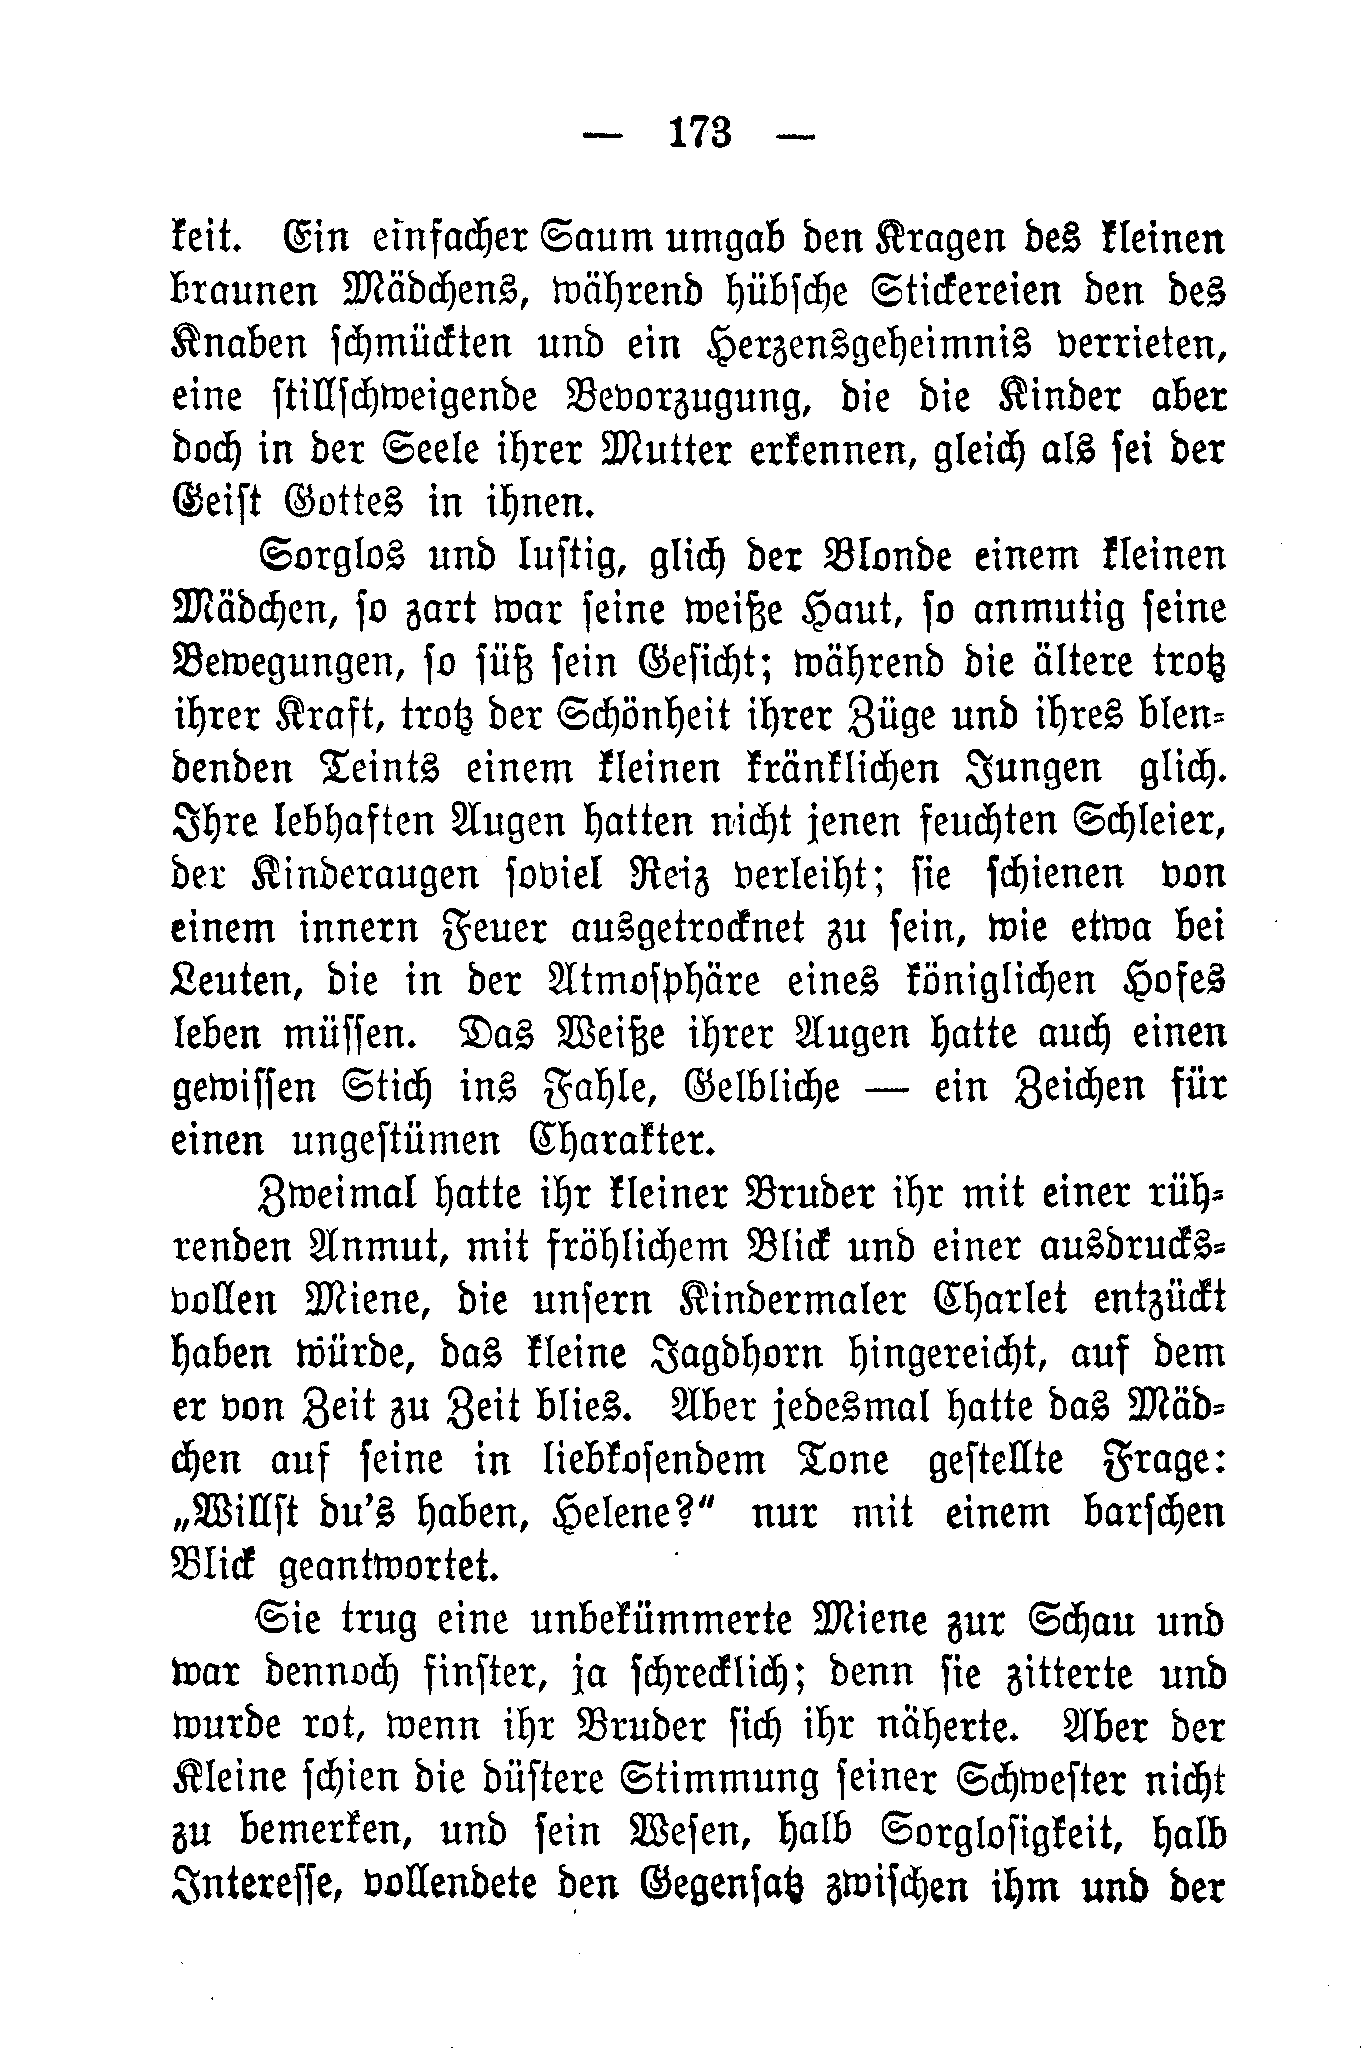 — 173 —
keit. Ein einfacher Saum umgab den Kragen des kleinen
braunen Mädchens, während hübsche Stickereien den des
Knaben schmückten und ein Herzensgeheimnis verrieten,
eine stillschweigende Bevorzugung, die die Kinder aber
doch in der Seele ihrer Mutter erkennen, gleich als sei der
Geist Gottes in ihnen.
Sorglos und lustig, glich der Blonde einem kleinen
Mädchen, so zart war seine weiße Haut, so anmutig seine
Bewegungen, so süß sein Gesicht; während die ältere trotz
ihrer Kraft, trotz der Schönheit ihrer Züge und ihres blen-
denden Teints einem kleinen kränklichen Jungen glich.
Ihre lebhaften Augen hatten nicht jenen feuchten Schleier,
der Kinderaugen soviel Reiz verleiht; sie schienen von
einem innern Feuer ausgetrocknet zu sein, wie etwa bei
Leuten, die in der Atmosphäre eines königlichen Hofes
leben müssen. Das Weiße ihrer Augen hatte auch einen
gewissen Stich ins Fahle, Gelbliche — ein Zeichen für
einen ungestümen Charakter.
Zweimal hatte ihr kleiner Bruder ihr mit einer rüh-
renden Anmut, mit fröhlichem Blick und einer ausdrucks-
vollen Miene, die unsern Kindermaler Charlet entzückt
haben würde, das kleine Jagdhorn hingereicht, auf dem
er von Zeit zu Zeit blies. Aber jedesmal hatte das Mäd-
chen auf seine in liebkosendem Tone gestellte Frage:
„Willst du's haben, Helene?“ nur mit einem barschen
Blick geantwortet.
Sie trug eine unbekümmerte Miene zur Schau und
war dennoch finster, ja schrecklich; denn sie zitterte und
wurde rot, wenn ihr Bruder sich ihr näherte. Aber der
Kleine schien die düstere Stimmung seiner Schwester nicht
zu bemerken, und sein Wesen, halb Sorglosigkeit, halb
Interesse, vollendete den Gegensatz zwischen ihm und der